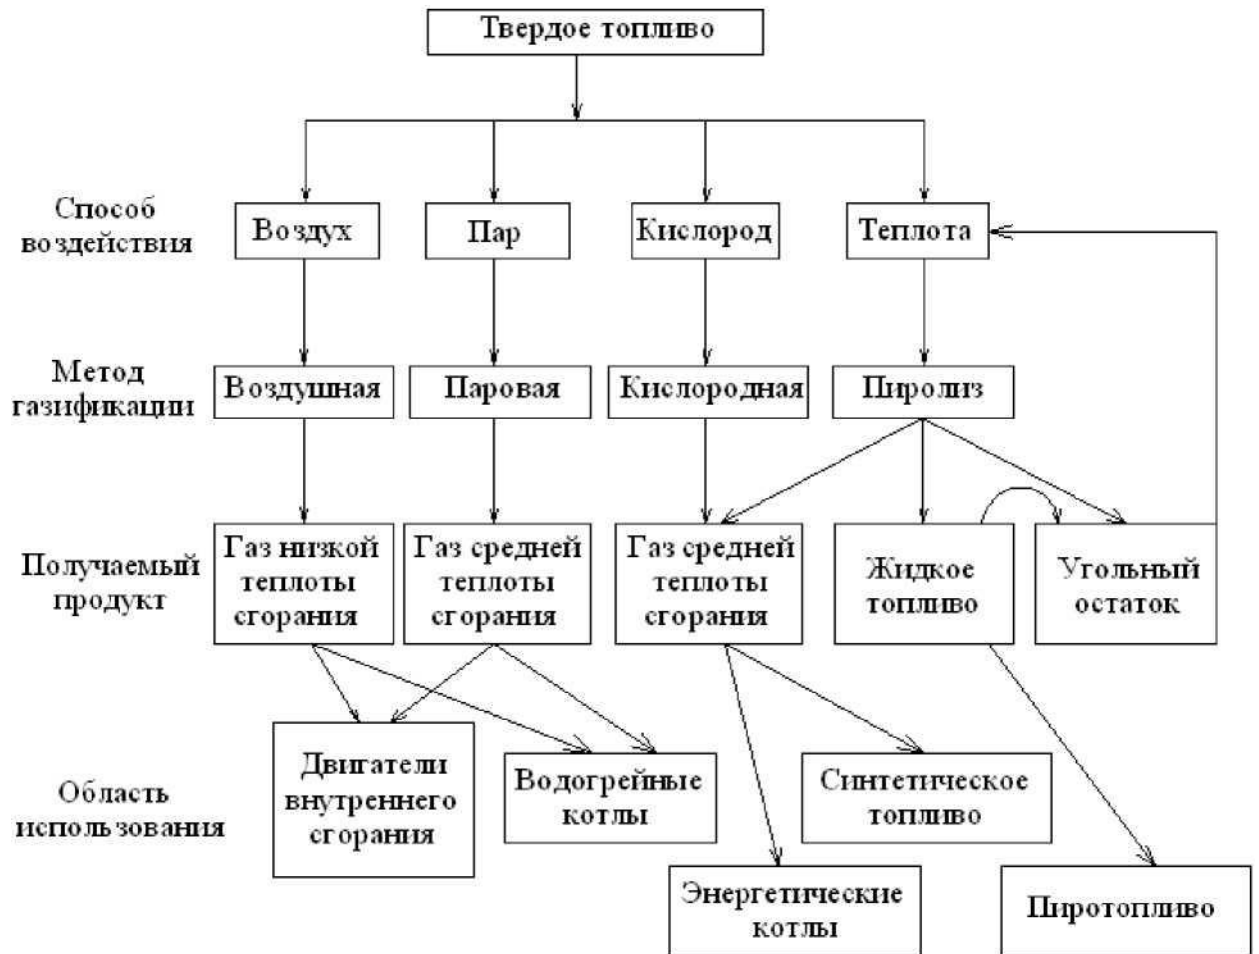 Твердое топливо
Способ
воздействия
Воздух
Пар
Кислород
Теплота
Метод
газификации
Воздушная
Паровая
Кислородная
Пиролиз
Получаемый
продукт
Газ низкой
теплоты
сгорания
Газ средней
теплоты
сгорания
Газ средней
теплоты
сгорания
Жидкое
топливо
Угольный
остаток
Область
использования
Двигатели
внутреннего
сгорания
Водогрейные
котлы
Синтетическое
топливо
Энергетические
котлы
Пиротопливо